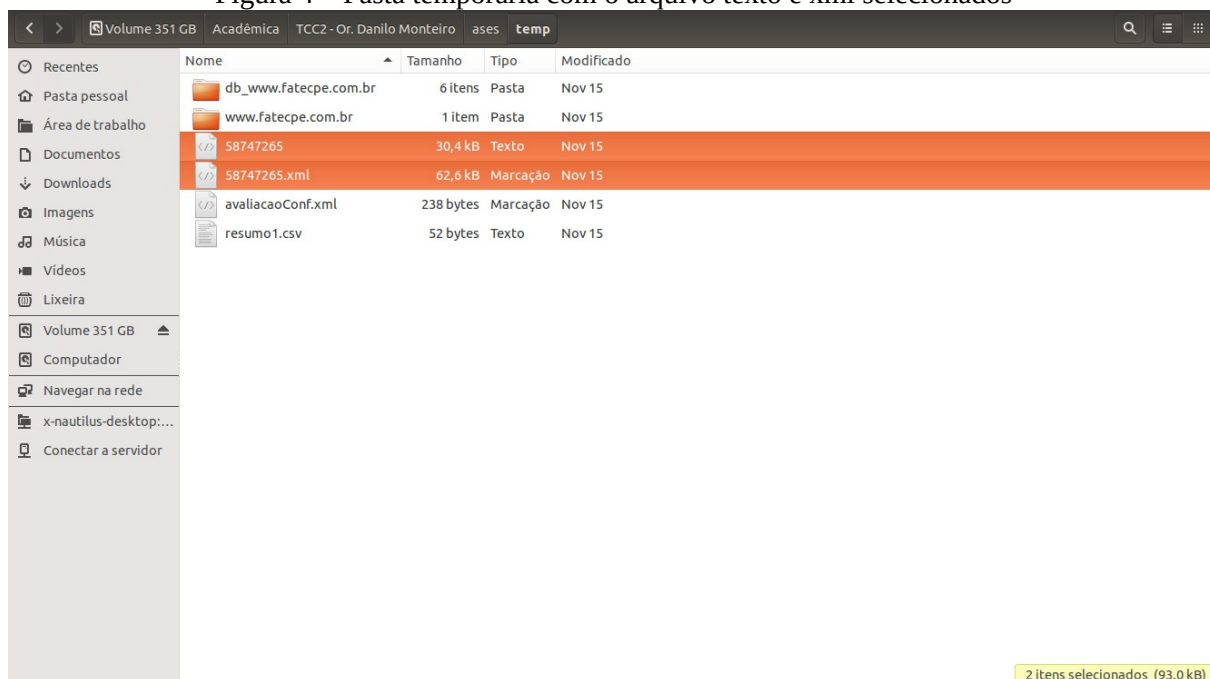 Figura 4 – Pasta temporária com o arquivo texto e xml selecionados
Volume 351 GB Acadêmica TCC2 - Or. Danilo Monteiro ases temp
Recentes
Pasta pessoal
Área de trabalho
Documentos
Downloads
Imagens
Música
Vídeos
Lixeira
Volume 351 GB
Computador
Navegar na rede
x-nautilus-desktop:...
Conectar a servidor
Nome Tamanho Tipo Modificado
db_www.fatecpe.com.br 6 itens Pasta Nov 15
www.fatecpe.com.br 1 item Pasta Nov 15
58747265 30,4 kB Texto Nov 15
58747265.xml 62,6 kB Marcação Nov 15
avaliacaoConf.xml 238 bytes Marcação Nov 15
resumo1.csv 52 bytes Texto Nov 15
2 itens selecionados (93,0 kB)